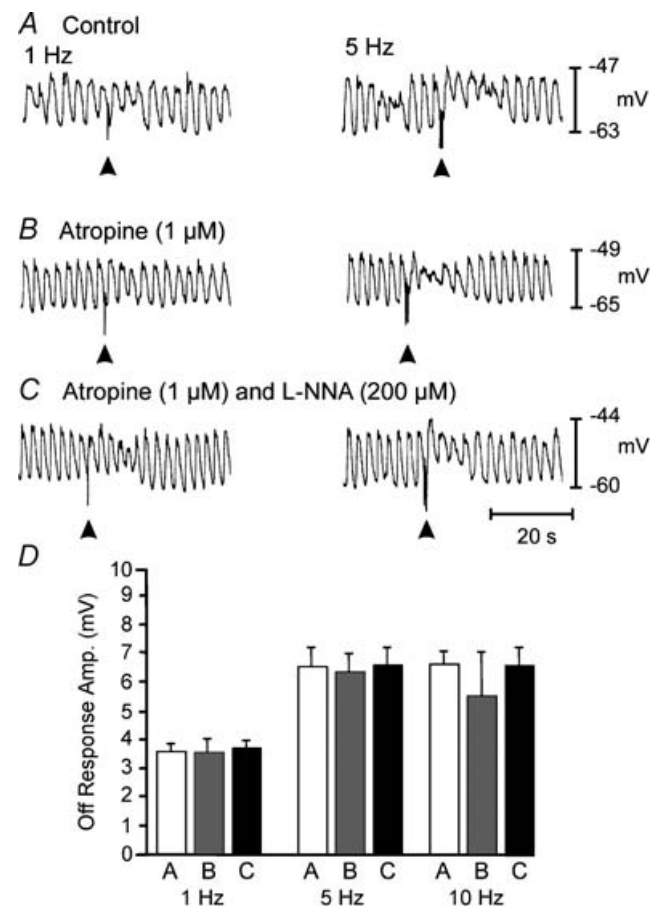 A Control
1 Hz
5 Hz
-47
mV
-63
B Atropine (1 µM)
-49
mV
-65
C Atropine (1 µM) and L-NNA (200 µM)
-44
mV
-60
20 s
D
Off Response Amp. (mV)
10
9
8
7
6
5
4
3
2
1
0
A B C A B C A B C
1 Hz 5 Hz 10 Hz